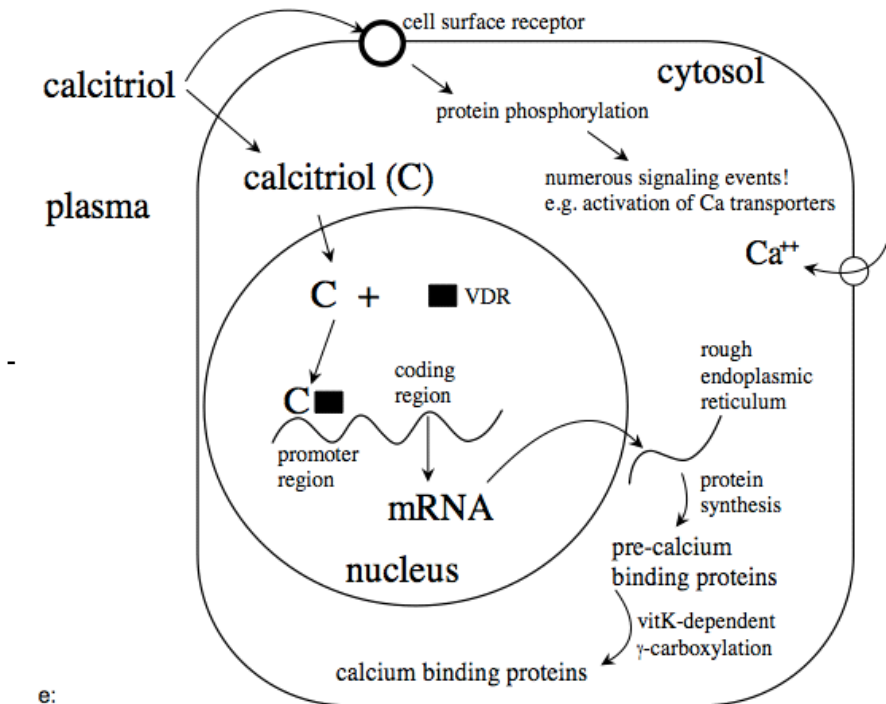 cell surface receptor
calcitriol
cytosol
protein phosphorylation
calcitriol (C)
numerous signaling events!
e.g. activation of Ca transporters
plasma
Ca++
C + VDR
-
rough
endoplasmic
reticulum
coding
region
C
promoter
region
mRNA
protein
synthesis
pre-calcium
binding proteins
nucleus
vitK-dependent
γ-carboxylation
calcium binding proteins
e: